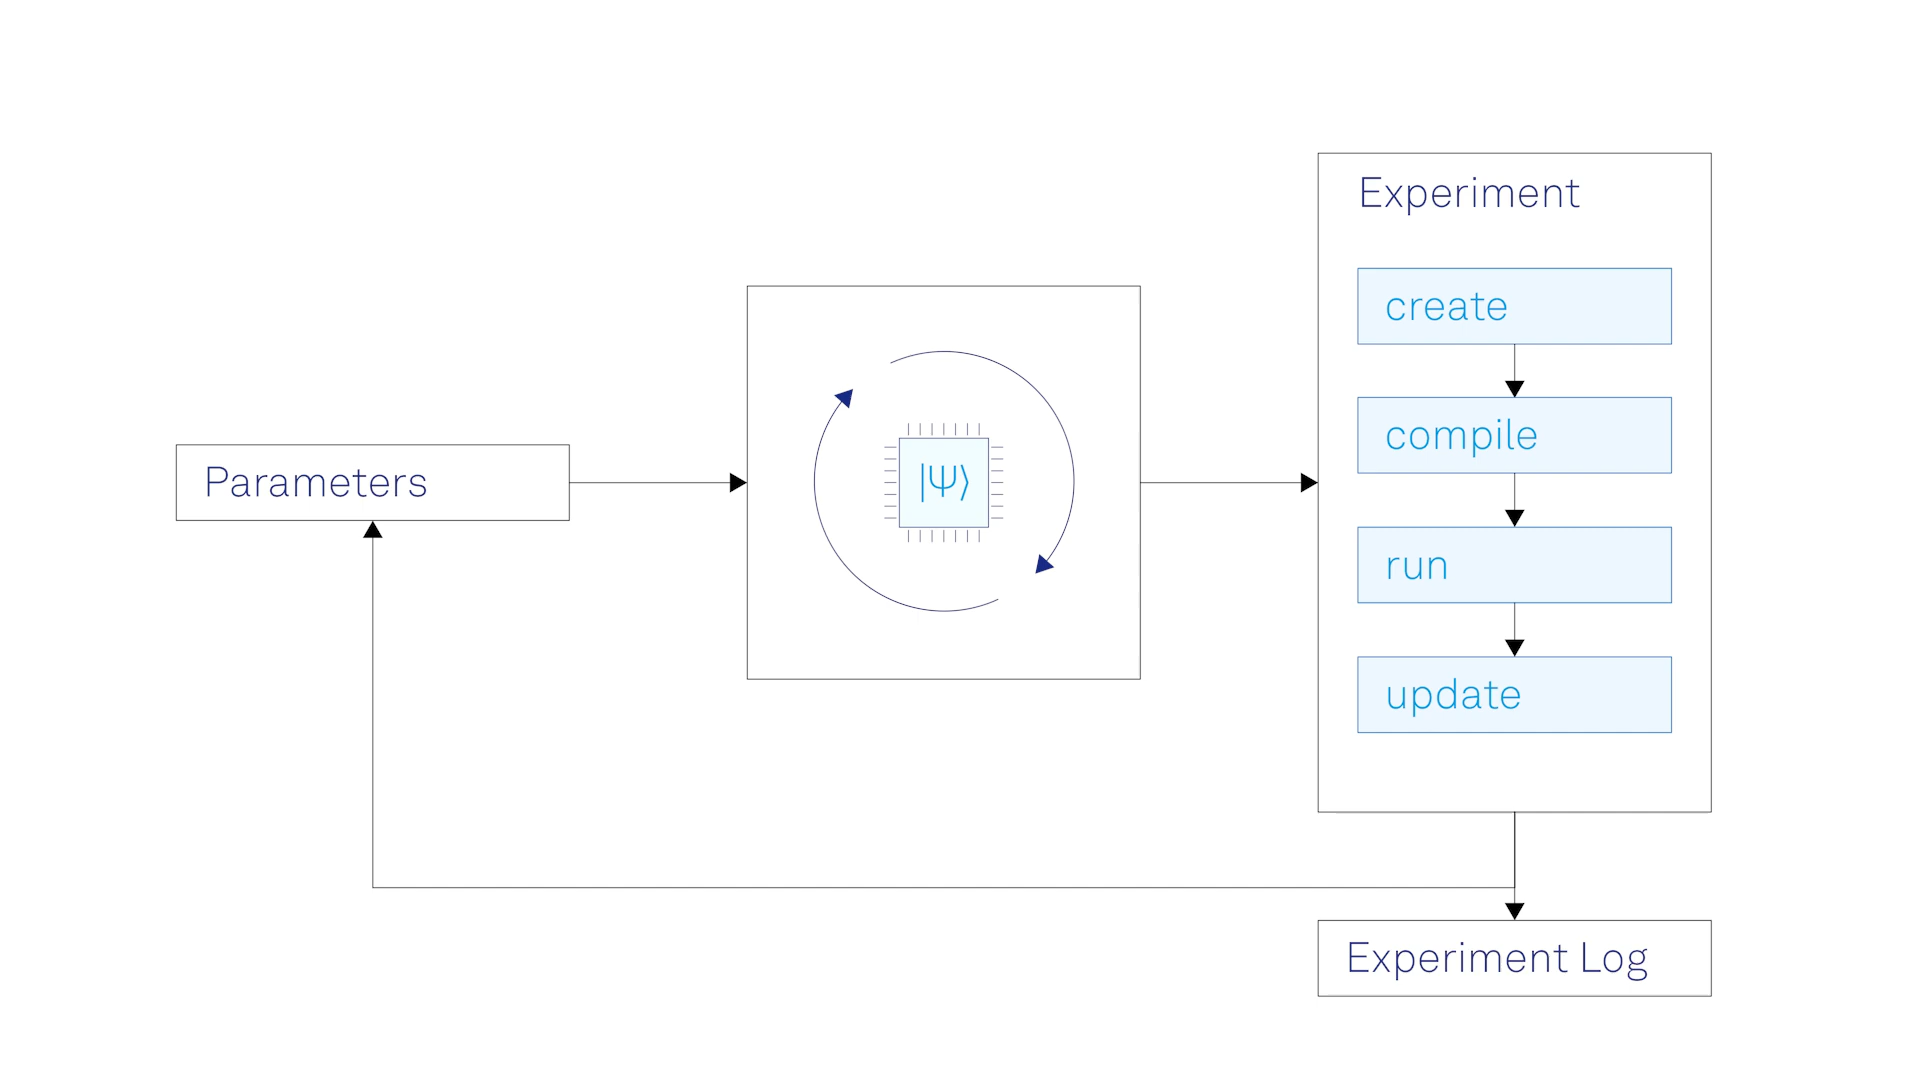 Parameters
|Ψ⟩
Experiment
create
compile
run
update
Experiment Log